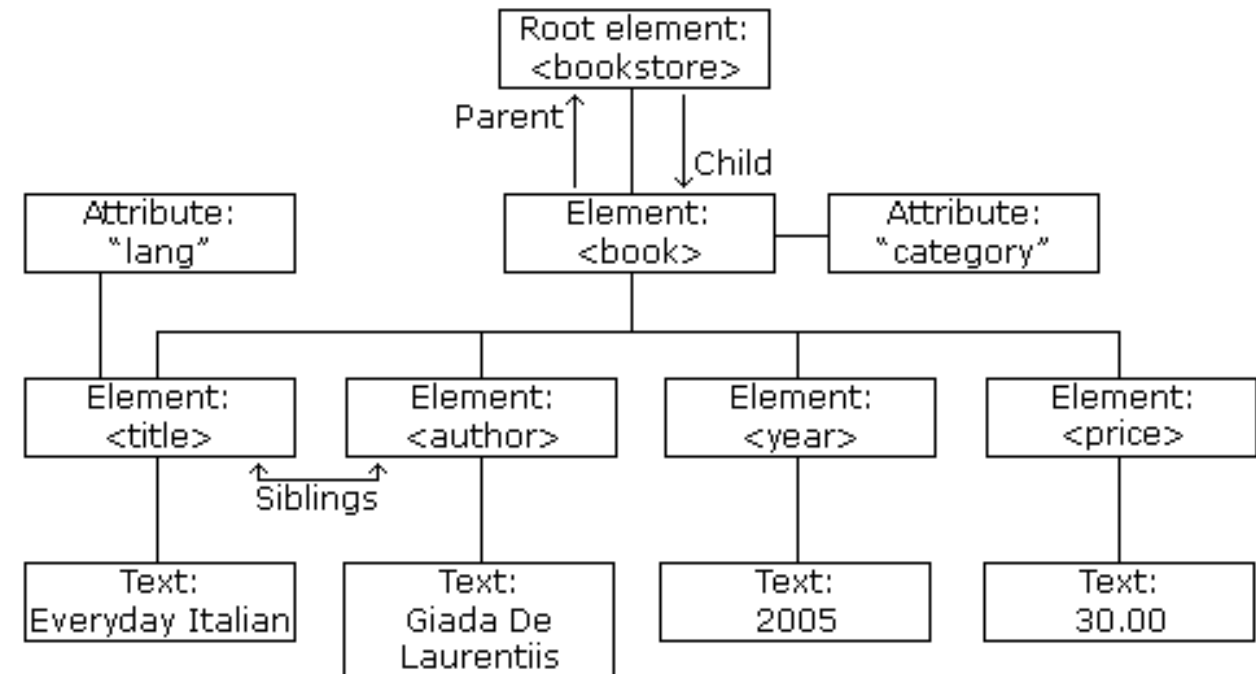 Root element:
<bookstore>
Parent
Child
Attribute:
“lang”
Element:
<book>
Attribute:
“category”
Element:
<title>
Element:
<author>
Element:
<year>
Element:
<price>
Siblings
Text:
Everyday Italian
Text:
Giada De
Laurentiis
Text:
2005
Text:
30.00